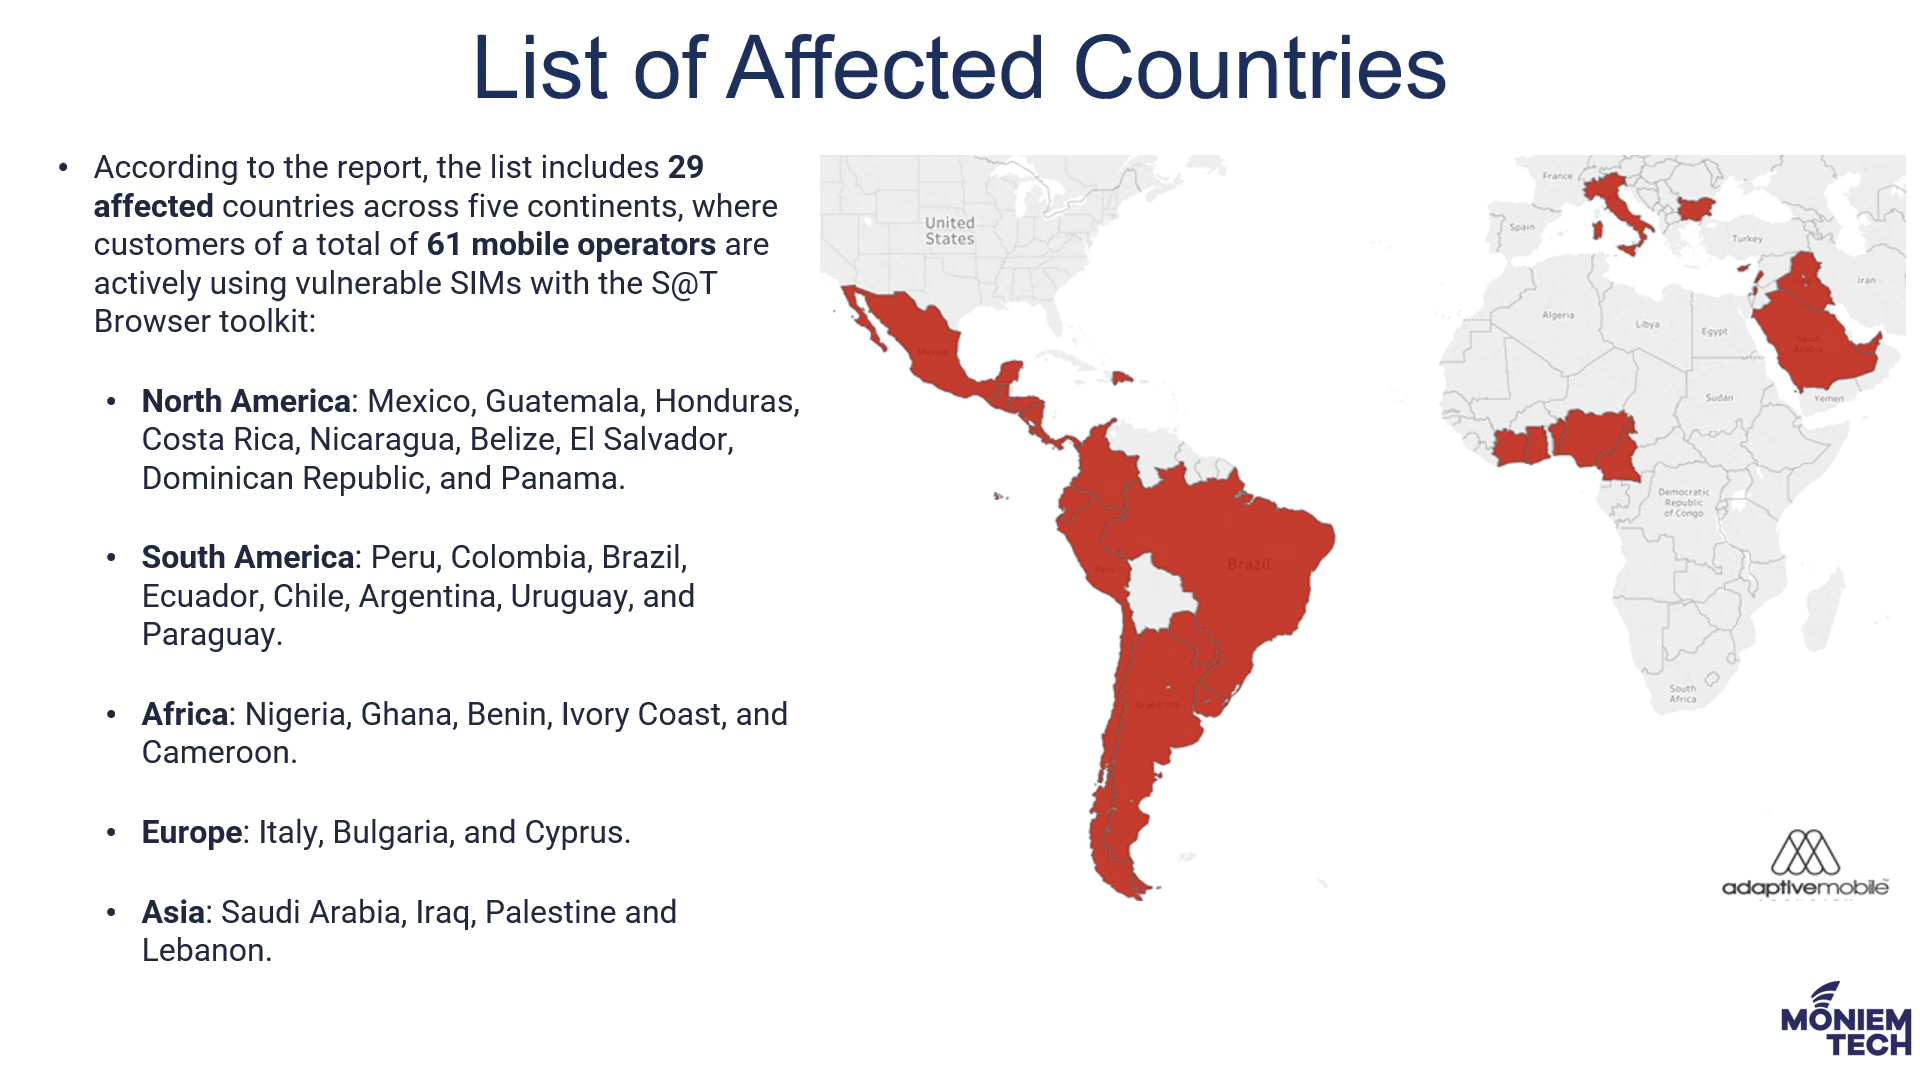 List of Affected Countries
• According to the report, the list includes 29
affected countries across five continents, where
customers of a total of 61 mobile operators are
actively using vulnerable SIMs with the S@T
Browser toolkit:
• North America: Mexico, Guatemala, Honduras,
Costa Rica, Nicaragua, Belize, El Salvador,
Dominican Republic, and Panama.
• South America: Peru, Colombia, Brazil,
Ecuador, Chile, Argentina, Uruguay, and
Paraguay.
• Africa: Nigeria, Ghana, Benin, Ivory Coast, and
Cameroon.
• Europe: Italy, Bulgaria, and Cyprus.
• Asia: Saudi Arabia, Iraq, Palestine and
Lebanon.
United
States
Mexico
Peru
Brazil
Argentina
France
Spain
Turkey
Iran
Algeria
Libya
Egypt
Saudi
Arabia
Sudan
Yemen
Democratic
Republic
of Congo
South
Africa
adaptivemobile
MONIEM
TECH